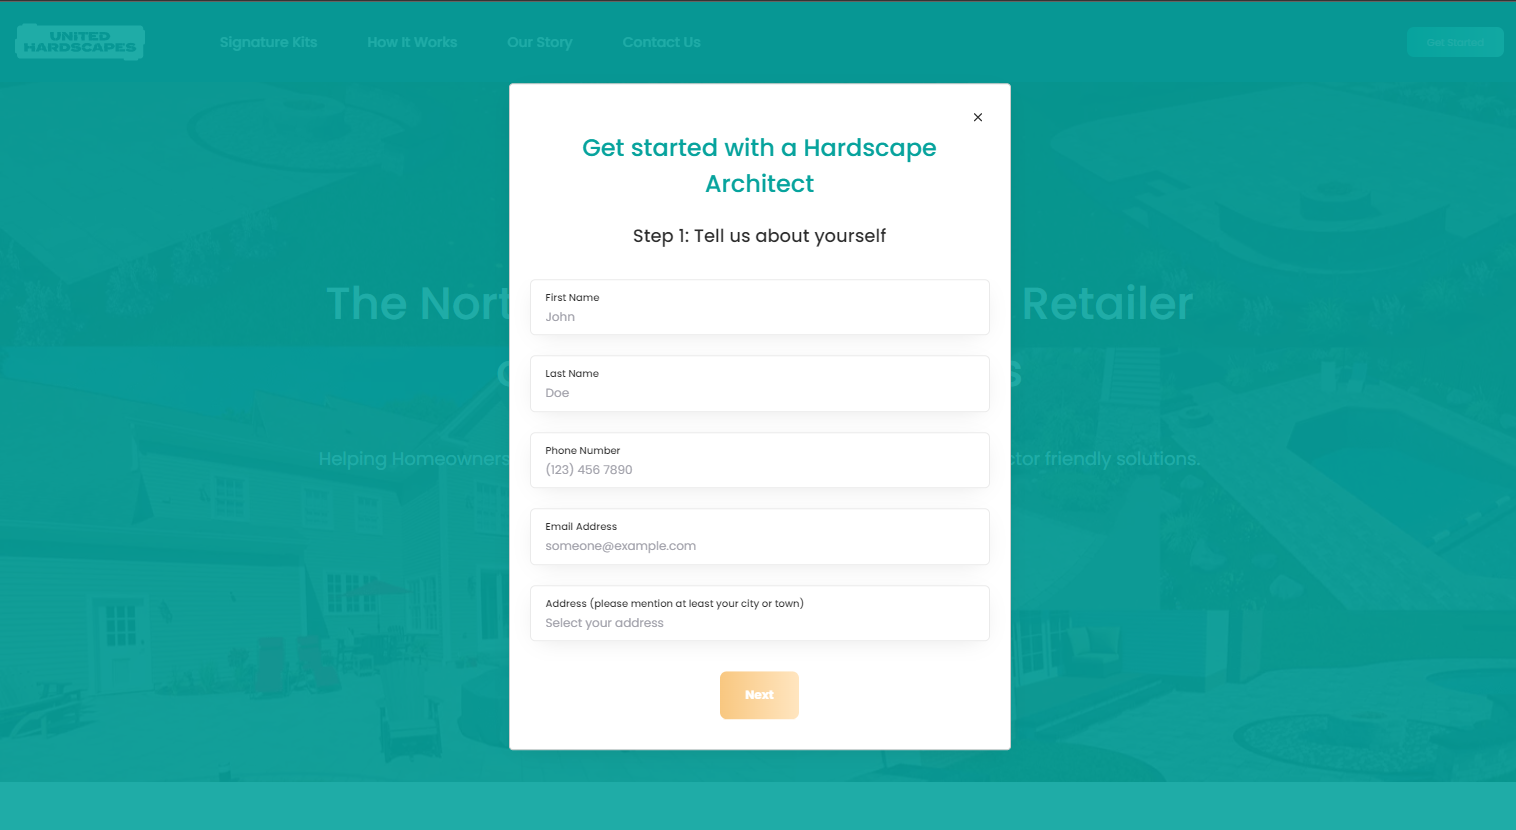 UNITED
HARDSCAPES
Signature Kits
How It Works
Our Story
Contact Us
Get Started
Get started with a Hardscape
Architect
Step 1: Tell us about yourself
The Nort
Retailer
First Name
John
Last Name
Doe
Phone Number
(123) 456 7890
Helping Homeowners
ctor friendly solutions.
Email Address
someone@example.com
Address (please mention at least your city or town)
Select your address
Next